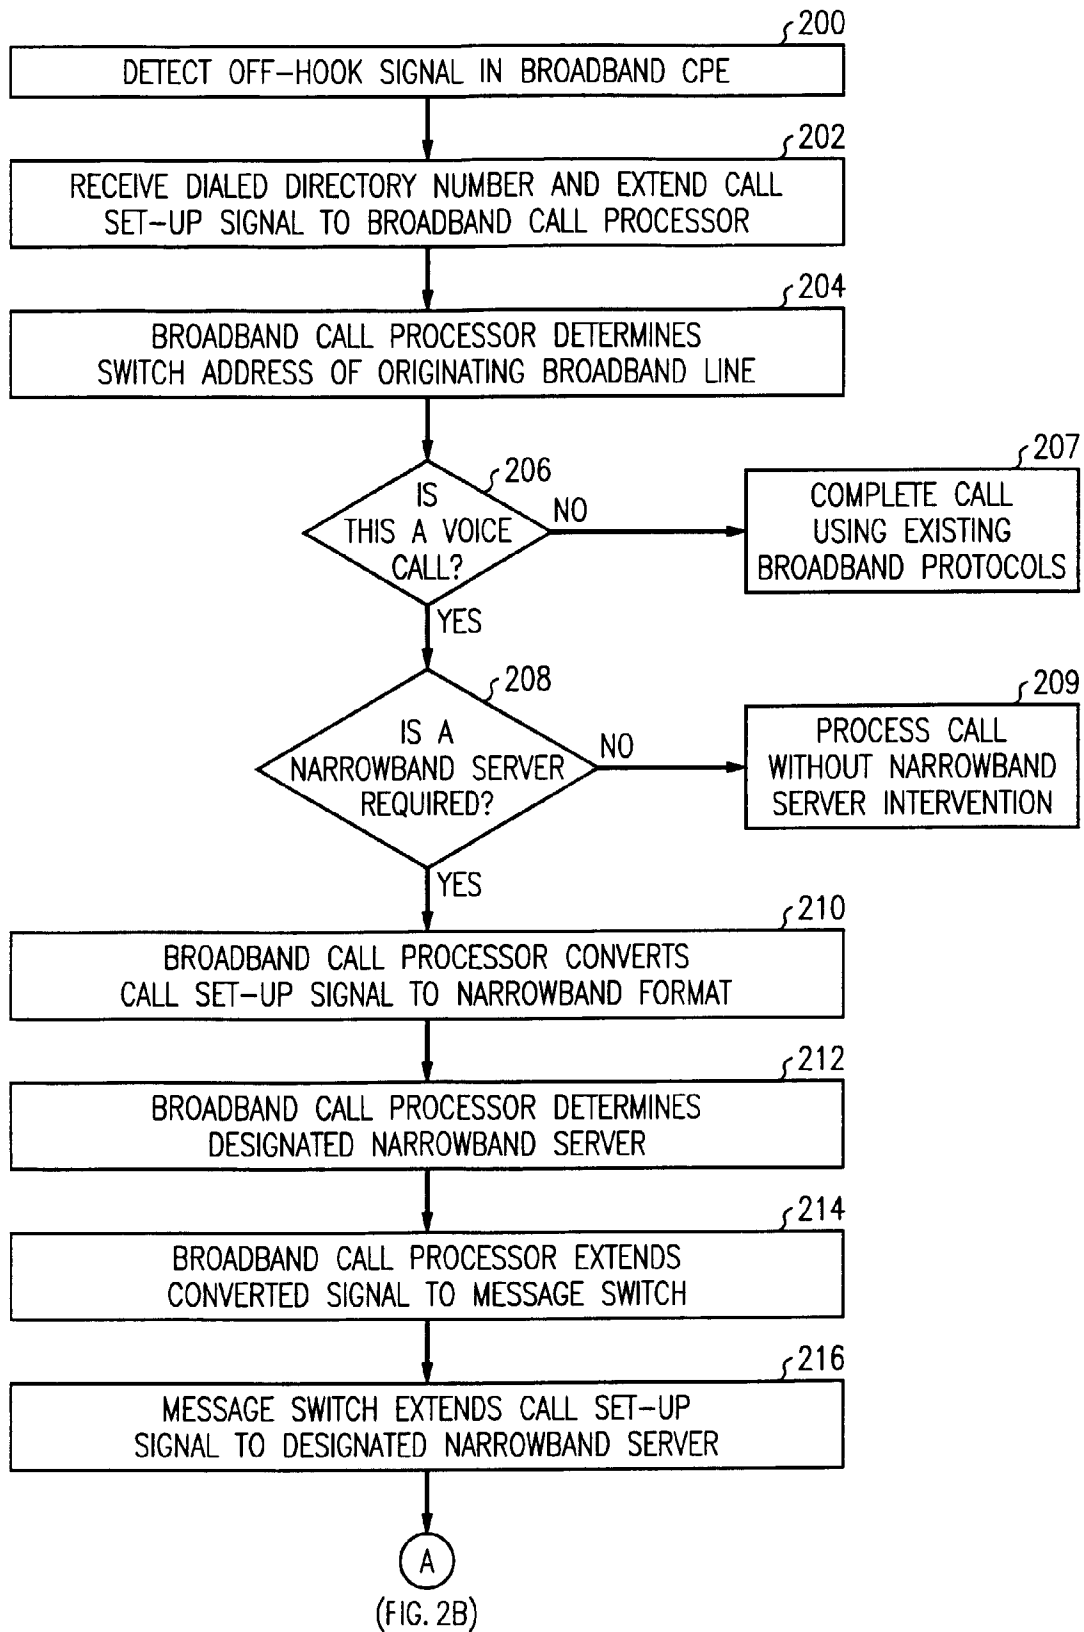 200
DETECT OFF-HOOK SIGNAL IN BROADBAND CPE
202
RECEIVE DIALED DIRECTORY NUMBER AND EXTEND CALL
SET-UP SIGNAL TO BROADBAND CALL PROCESSOR
204
BROADBAND CALL PROCESSOR DETERMINES
SWITCH ADDRESS OF ORIGINATING BROADBAND LINE
206
IS
THIS A VOICE
CALL?
NO
207
COMPLETE CALL
USING EXISTING
BROADBAND PROTOCOLS
YES
208
IS A
NARROWBAND SERVER
REQUIRED?
NO
209
PROCESS CALL
WITHOUT NARROWBAND
SERVER INTERVENTION
YES
210
BROADBAND CALL PROCESSOR CONVERTS
CALL SET-UP SIGNAL TO NARROWBAND FORMAT
212
BROADBAND CALL PROCESSOR DETERMINES
DESIGNATED NARROWBAND SERVER
214
BROADBAND CALL PROCESSOR EXTENDS
CONVERTED SIGNAL TO MESSAGE SWITCH
216
MESSAGE SWITCH EXTENDS CALL SET-UP
SIGNAL TO DESIGNATED NARROWBAND SERVER
A
(FIG. 2B)